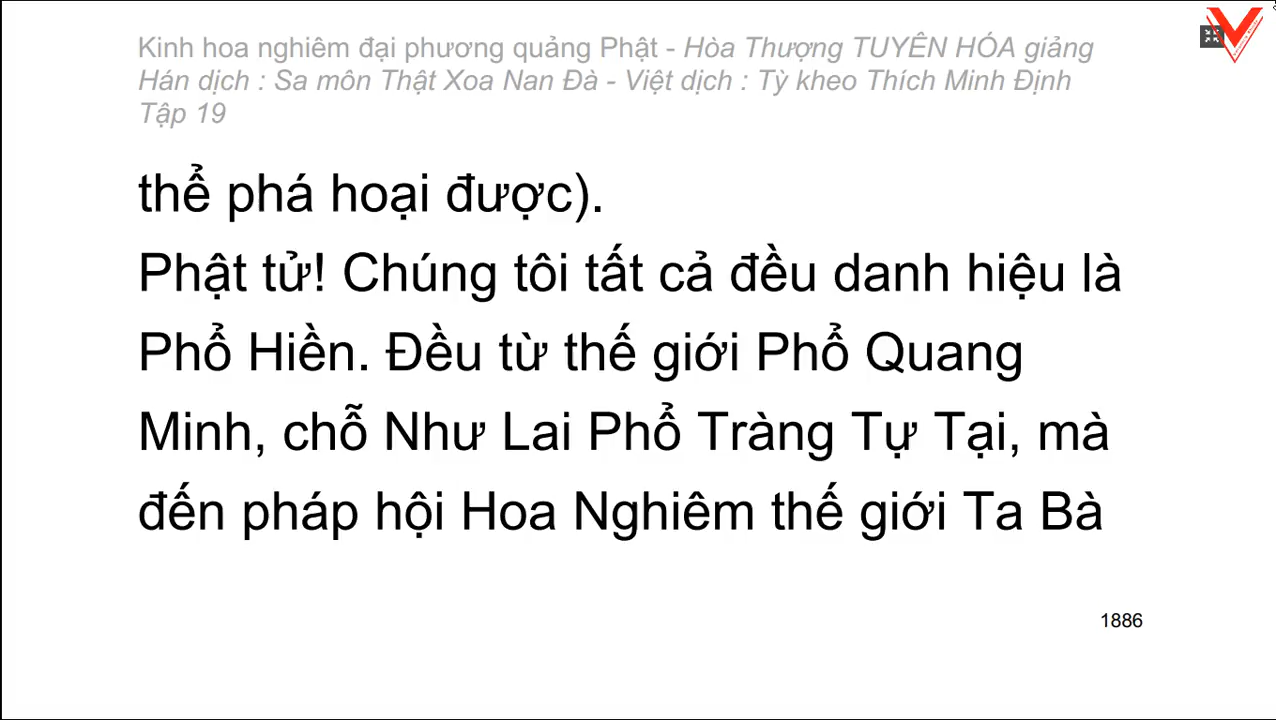 Kinh hoa nghiêm đại phương quảng Phật - Hòa Thượng TUYÊN HÓA giảng
Hán dịch : Sa môn Thật Xoa Nan Đà - Việt dịch : Tỳ kheo Thích Minh Định
Tập 19
thể phá hoại được).
Phật tử! Chúng tôi tất cả đều danh hiệu là
Phổ Hiền. Đều từ thế giới Phổ Quang
Minh, chỗ Như Lai Phổ Tràng Tự Tại, mà
đến pháp hội Hoa Nghiêm thế giới Ta Bà
1886